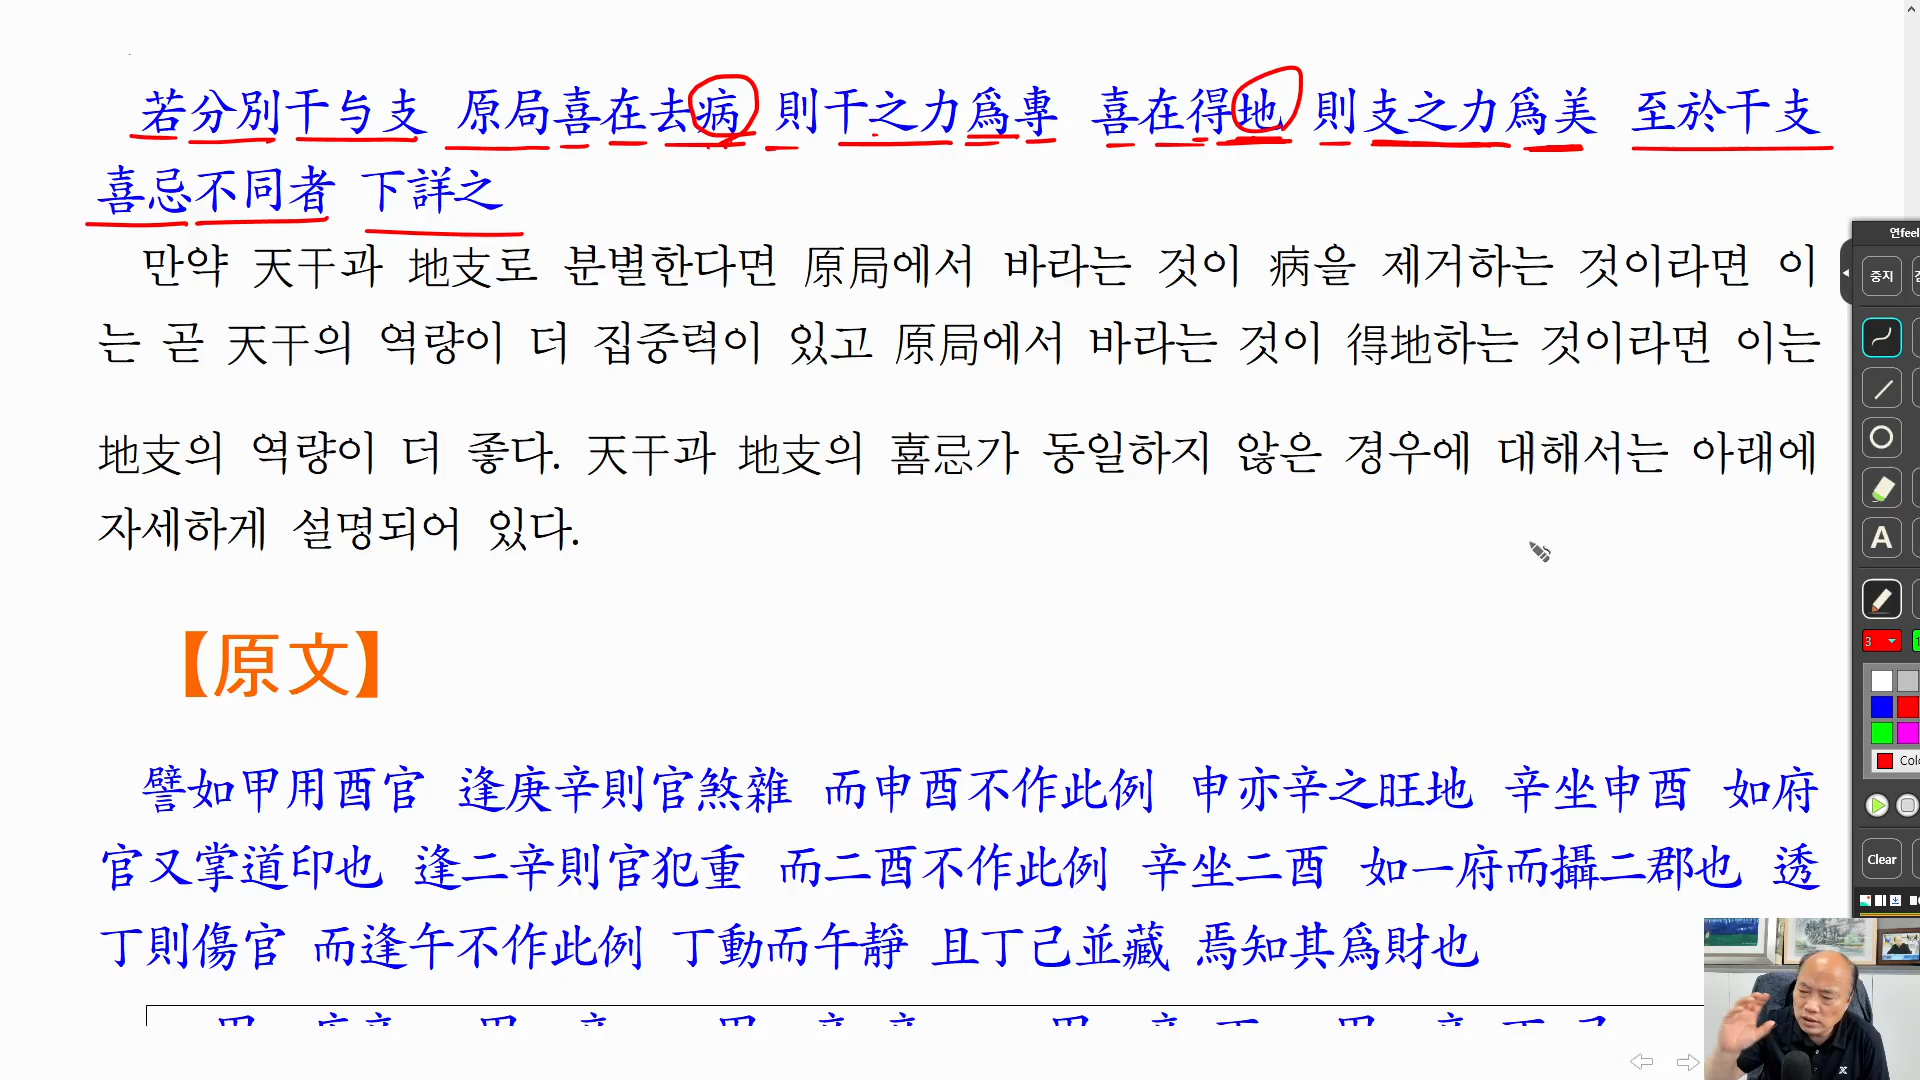 若分別干与支 原局喜在去病 則干之力爲專 喜在得地 則支之力爲美 至於干支
喜忌不同者 下詳之
만약 天干과 地支로 분별한다면 原局에서 바라는 것이 病을 제거하는 것이라면 이
는 곧 天干의 역량이 더 집중력이 있고 原局에서 바라는 것이 得地하는 것이라면 이는
地支의 역량이 더 좋다. 天干과 地支의 喜忌가 동일하지 않은 경우에 대해서는 아래에
자세하게 설명되어 있다.
【原文】
譬如甲用酉官 逢庚辛則官煞雜 而申酉不作此例 申亦辛之旺地 辛坐申酉 如府
官又掌道印也 逢二辛則官犯重 而二酉不作此例 辛坐二酉 如一府而攝二郡也 透
丁則傷官 而逢午不作此例 丁動而午靜 且丁己並藏 焉知其爲財也
연feel
중지
A
3
Clear